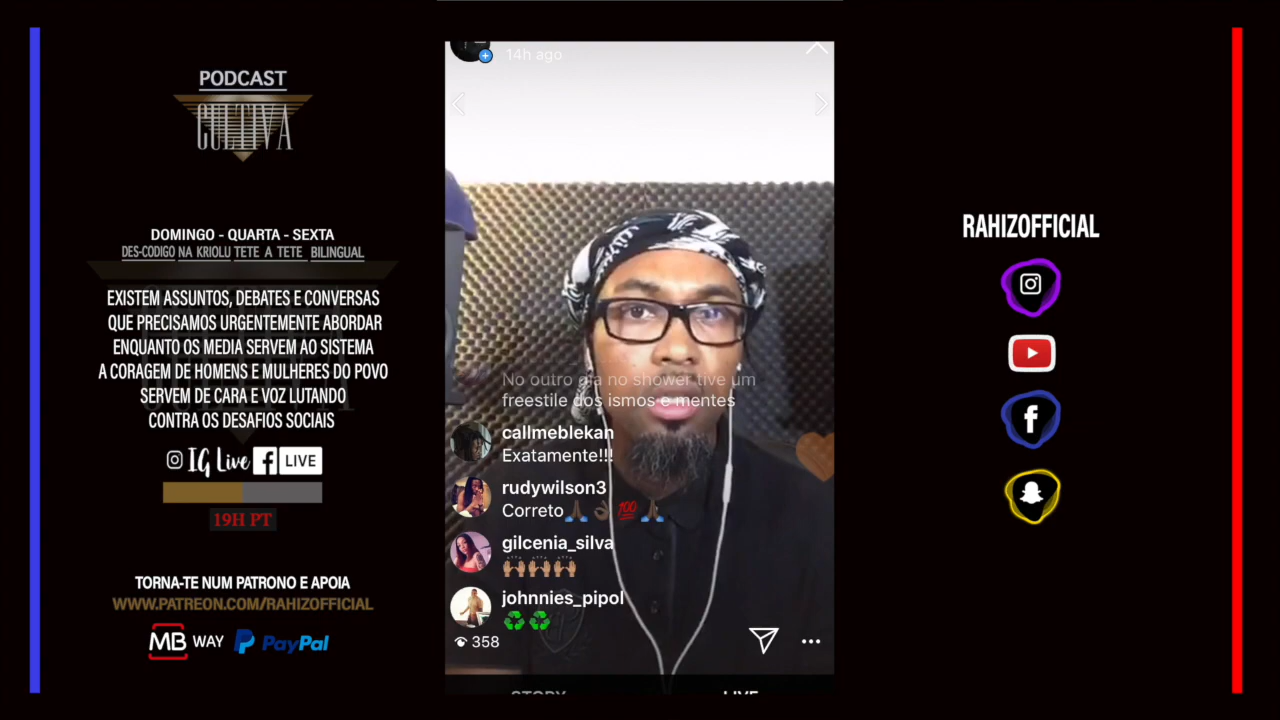 PODCAST
CULTIVA
DOMINGO - QUARTA - SEXTA
DES-CODIGO NA KRIOLU TETE A TETE BILINGUAL
EXISTEM ASSUNTOS, DEBATES E CONVERSAS
QUE PRECISAMOS URGENTEMENTE ABORDAR
ENQUANTO OS MEDIA SERVEM AO SISTEMA
A CORAGEM DE HOMENS E MULHERES DO POVO
SERVEM DE CARA E VOZ LUTANDO
CONTRA OS DESAFIOS SOCIAIS
IG Live f LIVE
19H PT
TORNA-TE NUM PATRONO E APOIA
WWW.PATREON.COM/RAHIZOFFICIAL
MB WAY PayPal
14h ago
No outro dia no shower tive um
freestile dos ismos e mentes
callmeblekan
Exatamente!!!
rudywilson3
Correto🙏🏾👌🏾💯🙏🏾
gilcenia_silva
🙌🏽🙌🏽🙌🏽
johnnies_pipol
♻️♻️
358
STORY LIVE
RAHIZOFFICIAL